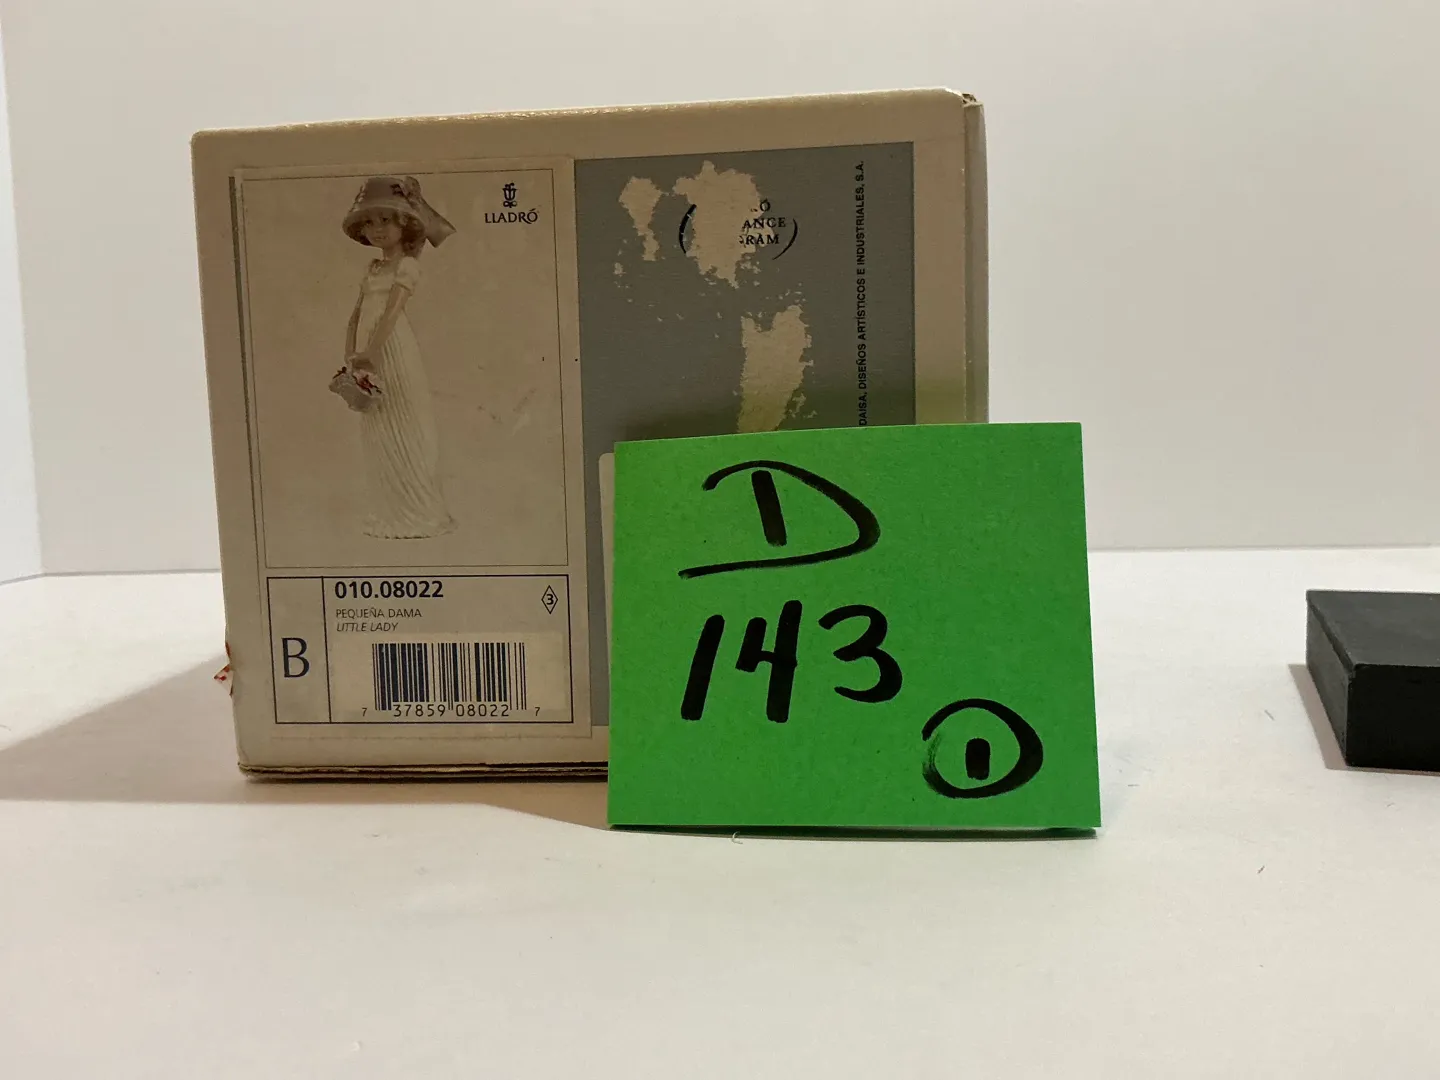 LLADRÓ
010.08022
PEQUEÑA DAMA
LITTLE LADY
3
B
7 37859 08022 7
DAISA, DISEÑOS ARTÍSTICOS E INDUSTRIALES, S.A.
D
143
1